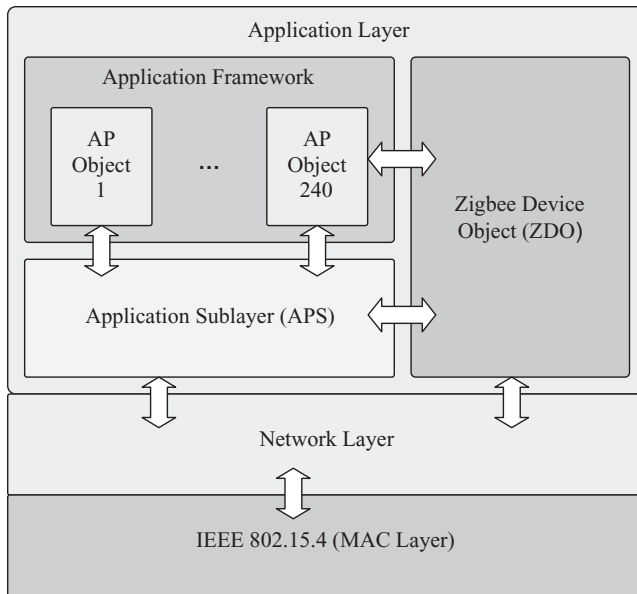 Application Layer
Application Framework
AP
Object
1
...
AP
Object
240
Zigbee Device
Object (ZDO)
Application Sublayer (APS)
Network Layer
IEEE 802.15.4 (MAC Layer)